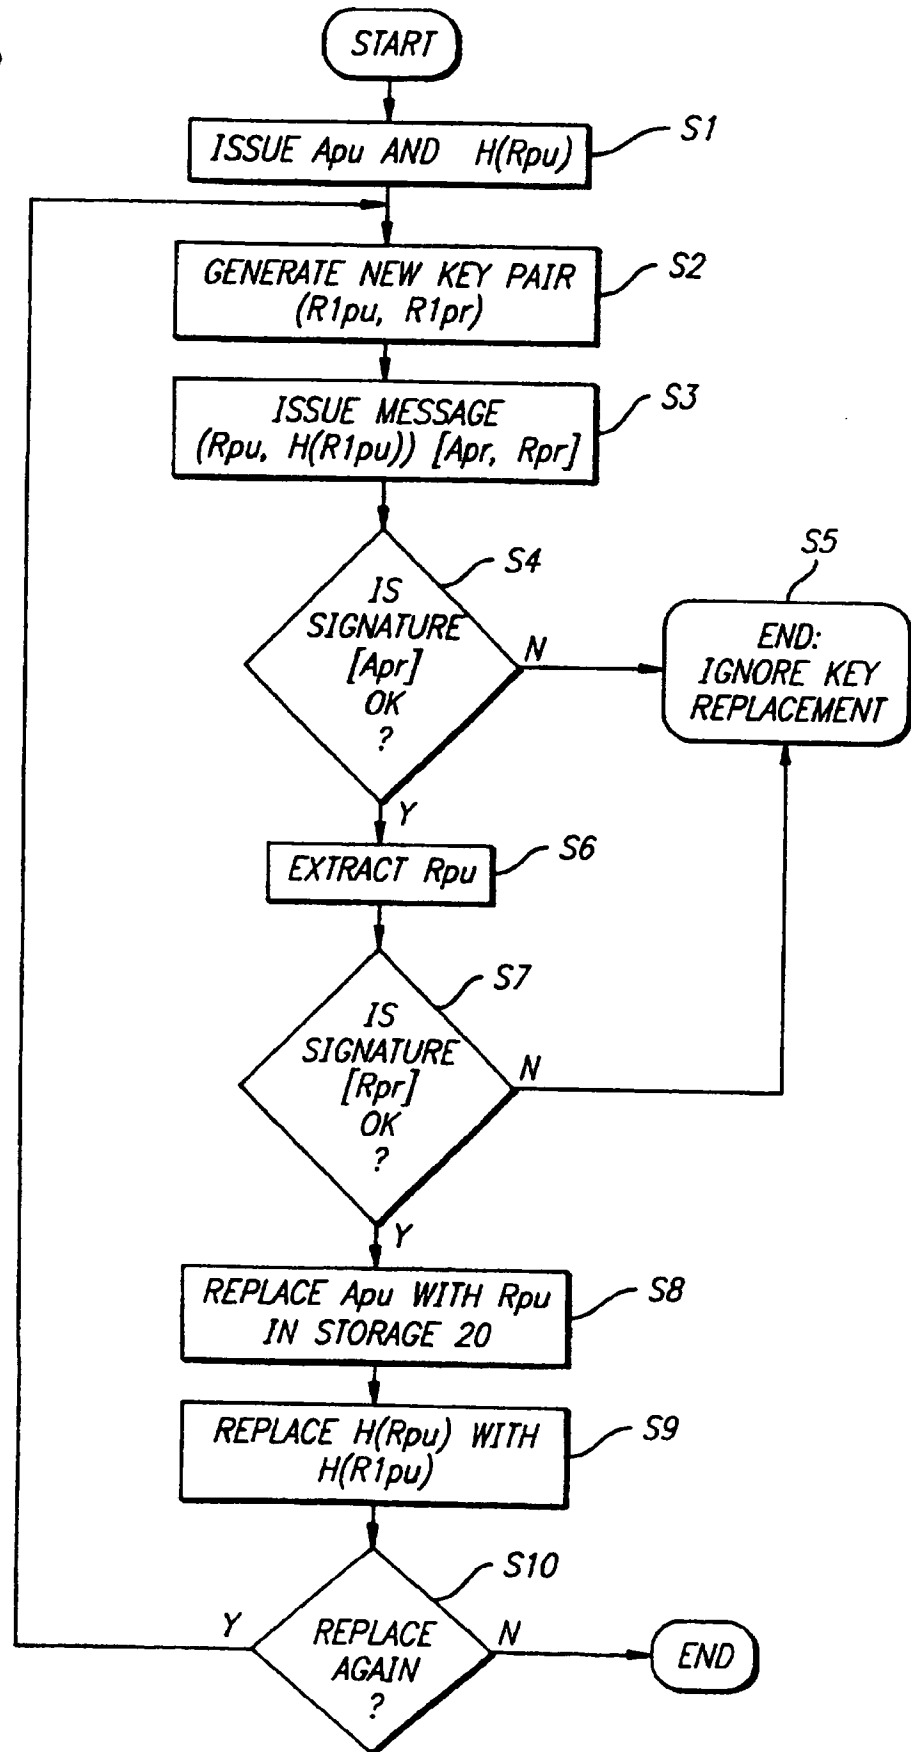 START
S1
ISSUE Apu AND H(Rpu)
S2
GENERATE NEW KEY PAIR
(R1pu, R1pr)
S3
ISSUE MESSAGE
(Rpu, H(R1pu)) [Apr, Rpr]
S4
IS
SIGNATURE
[Apr]
OK
?
N
Y
S5
END:
IGNORE KEY
REPLACEMENT
S6
EXTRACT Rpu
S7
IS
SIGNATURE
[Rpr]
OK
?
N
Y
S8
REPLACE Apu WITH Rpu
IN STORAGE 20
S9
REPLACE H(Rpu) WITH
H(R1pu)
S10
Y
REPLACE
AGAIN
?
N
END